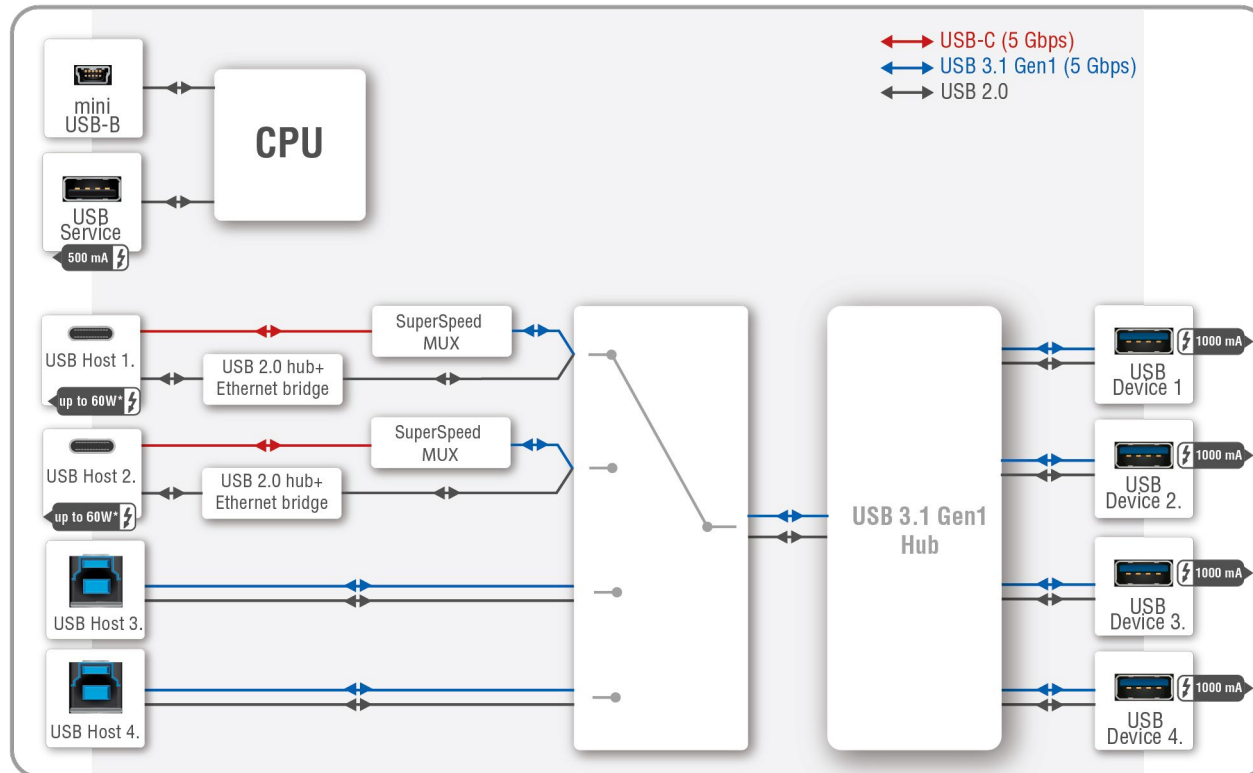 USB-C (5 Gbps)
USB 3.1 Gen1 (5 Gbps)
USB 2.0
mini
USB-B
CPU
USB
Service
500 mA
USB Host 1.
up to 60W*
SuperSpeed
MUX
USB 2.0 hub+
Ethernet bridge
USB Host 2.
up to 60W*
SuperSpeed
MUX
USB 2.0 hub+
Ethernet bridge
USB Host 3.
USB Host 4.
USB 3.1 Gen1
Hub
USB
Device 1
1000 mA
USB
Device 2.
1000 mA
USB
Device 3.
1000 mA
USB
Device 4.
1000 mA